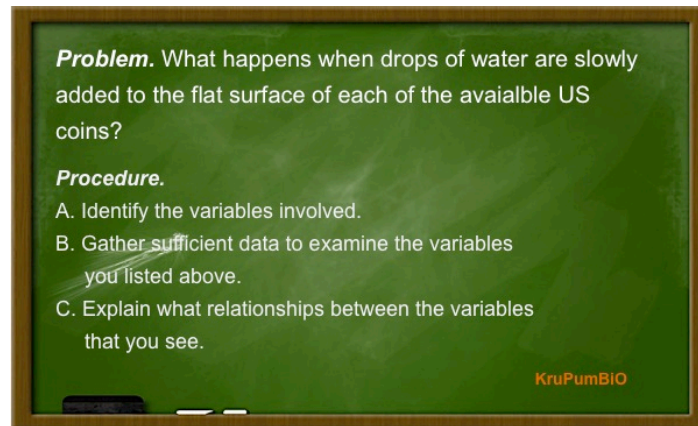 Problem. What happens when drops of water are slowly
added to the flat surface of each of the avaialble US
coins?
Procedure.
A. Identify the variables involved.
B. Gather sufficient data to examine the variables
you listed above.
C. Explain what relationships between the variables
that you see.
KruPumBiO